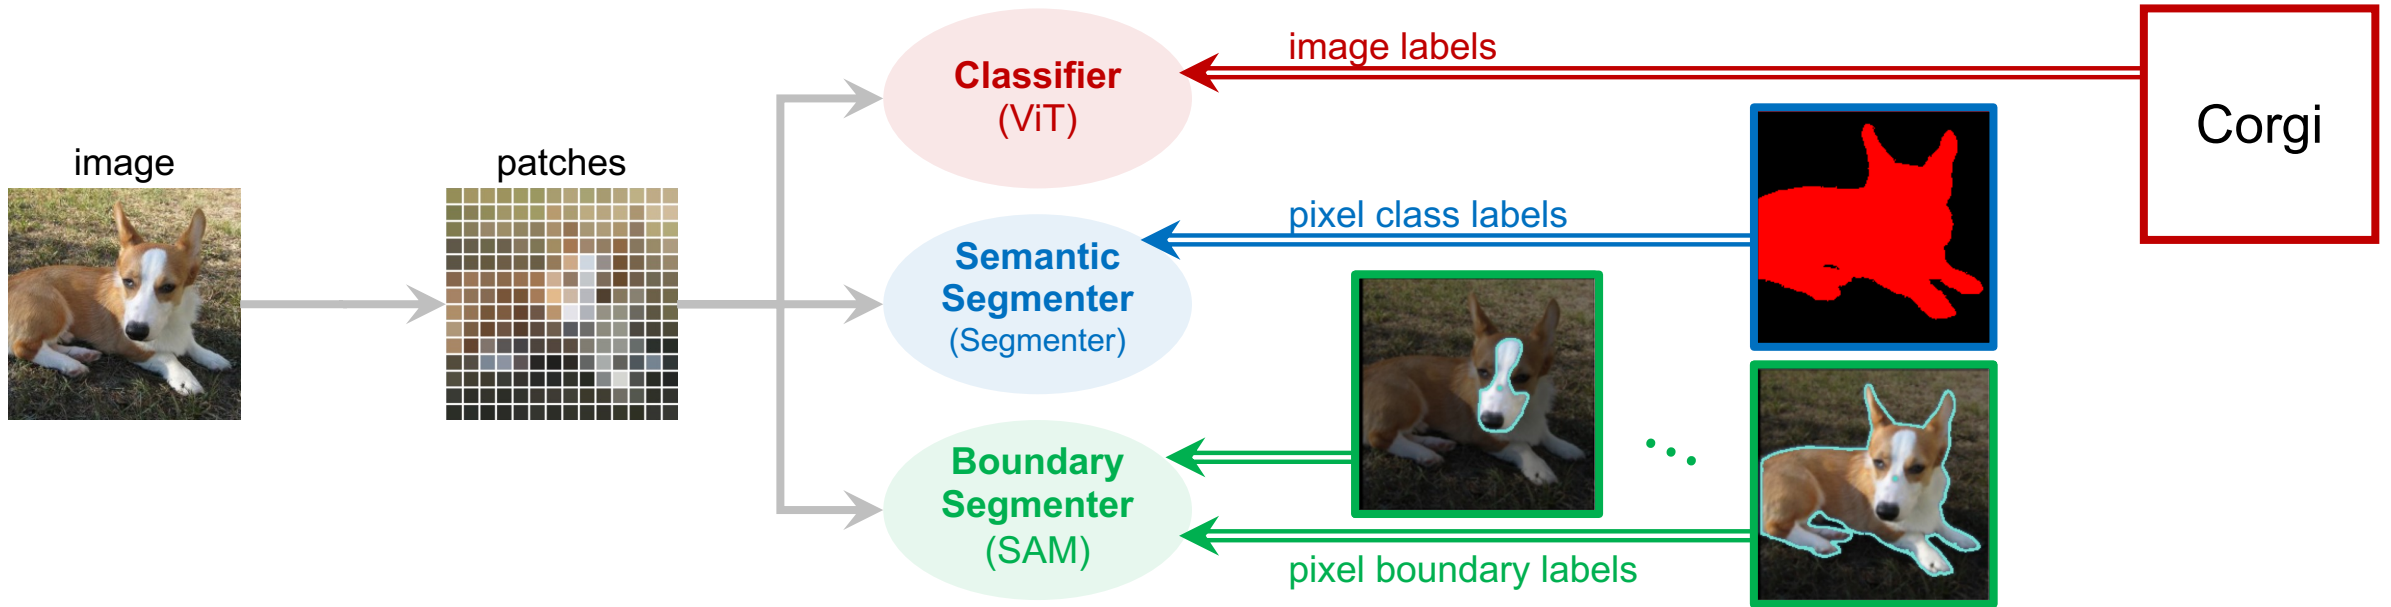 image
patches
Classifier
(ViT)
Semantic
Segmenter
(Segmenter)
Boundary
Segmenter
(SAM)
image labels
pixel class labels
pixel boundary labels
Corgi